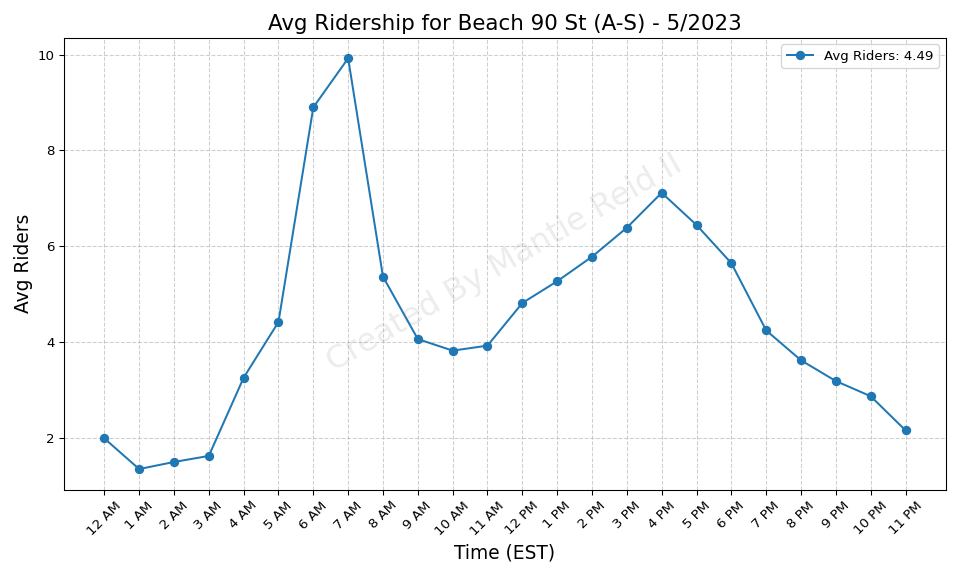 Avg Ridership for Beach 90 St (A-S) - 5/2023
Avg Riders: 4.49
Avg Riders
10
8
6
4
2
Created By Mantie Reid II
12 AM
1 AM
2 AM
3 AM
4 AM
5 AM
6 AM
7 AM
8 AM
9 AM
10 AM
11 AM
12 PM
1 PM
2 PM
3 PM
4 PM
5 PM
6 PM
7 PM
8 PM
9 PM
10 PM
11 PM
Time (EST)